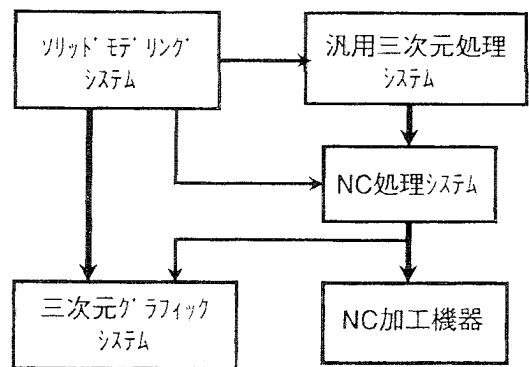 ソリッドモデリング
システム
汎用三次元処理
システム
NC処理システム
三次元グラフィック
システム
NC加工機器